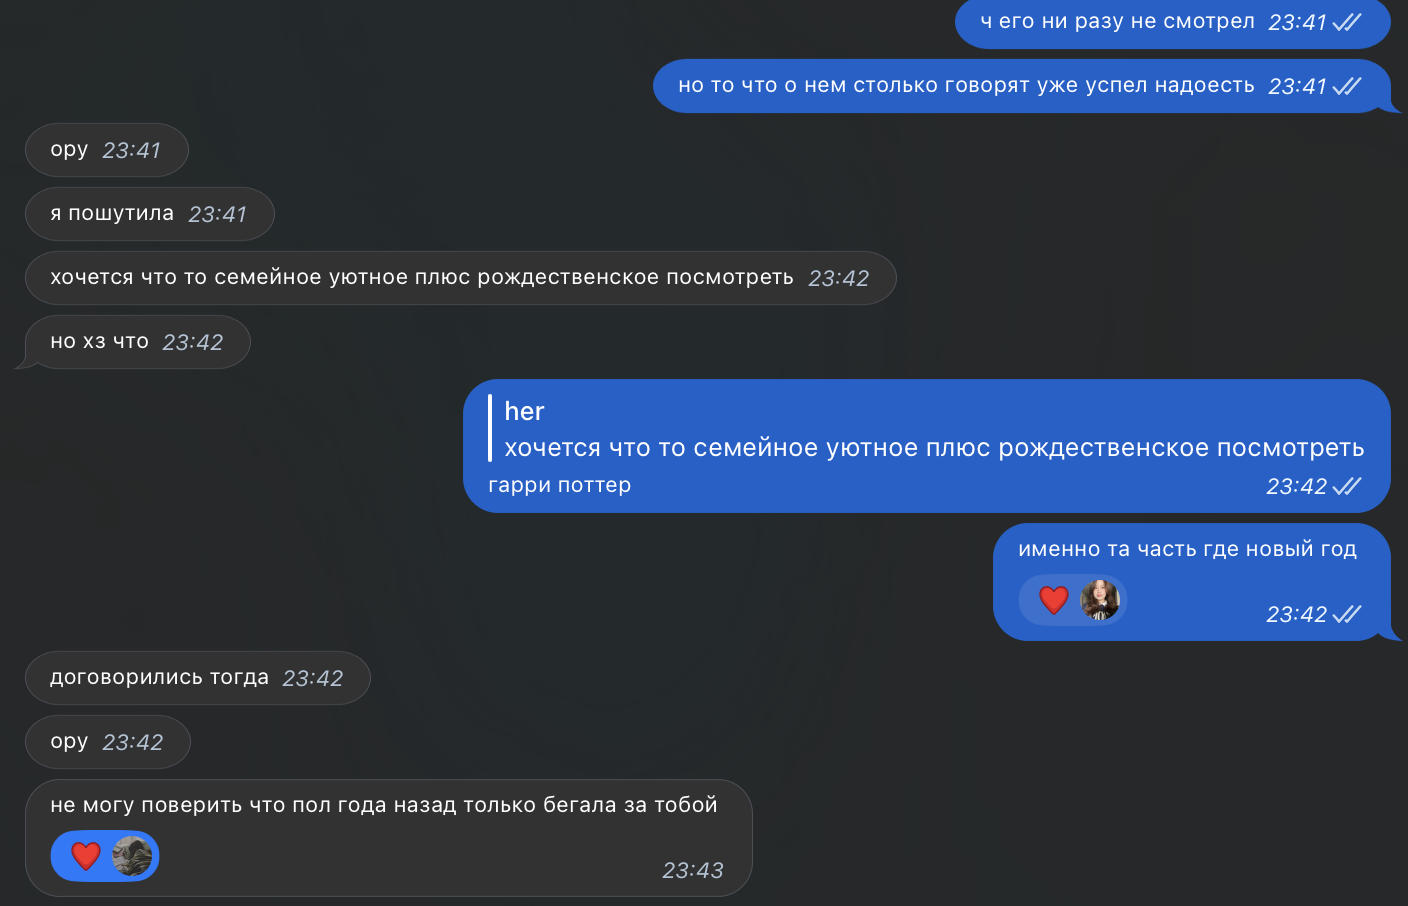 ч его ни разу не смотрел 23:41
но то что о нем столько говорят уже успел надоесть 23:41
ору 23:41
я пошутила 23:41
хочется что то семейное уютное плюс рождественское посмотреть 23:42
но хз что 23:42
her
хочется что то семейное уютное плюс рождественское посмотреть
гарри поттер 23:42
именно та часть где новый год
23:42
договорились тогда 23:42
ору 23:42
не могу поверить что пол года назад только бегала за тобой
23:43